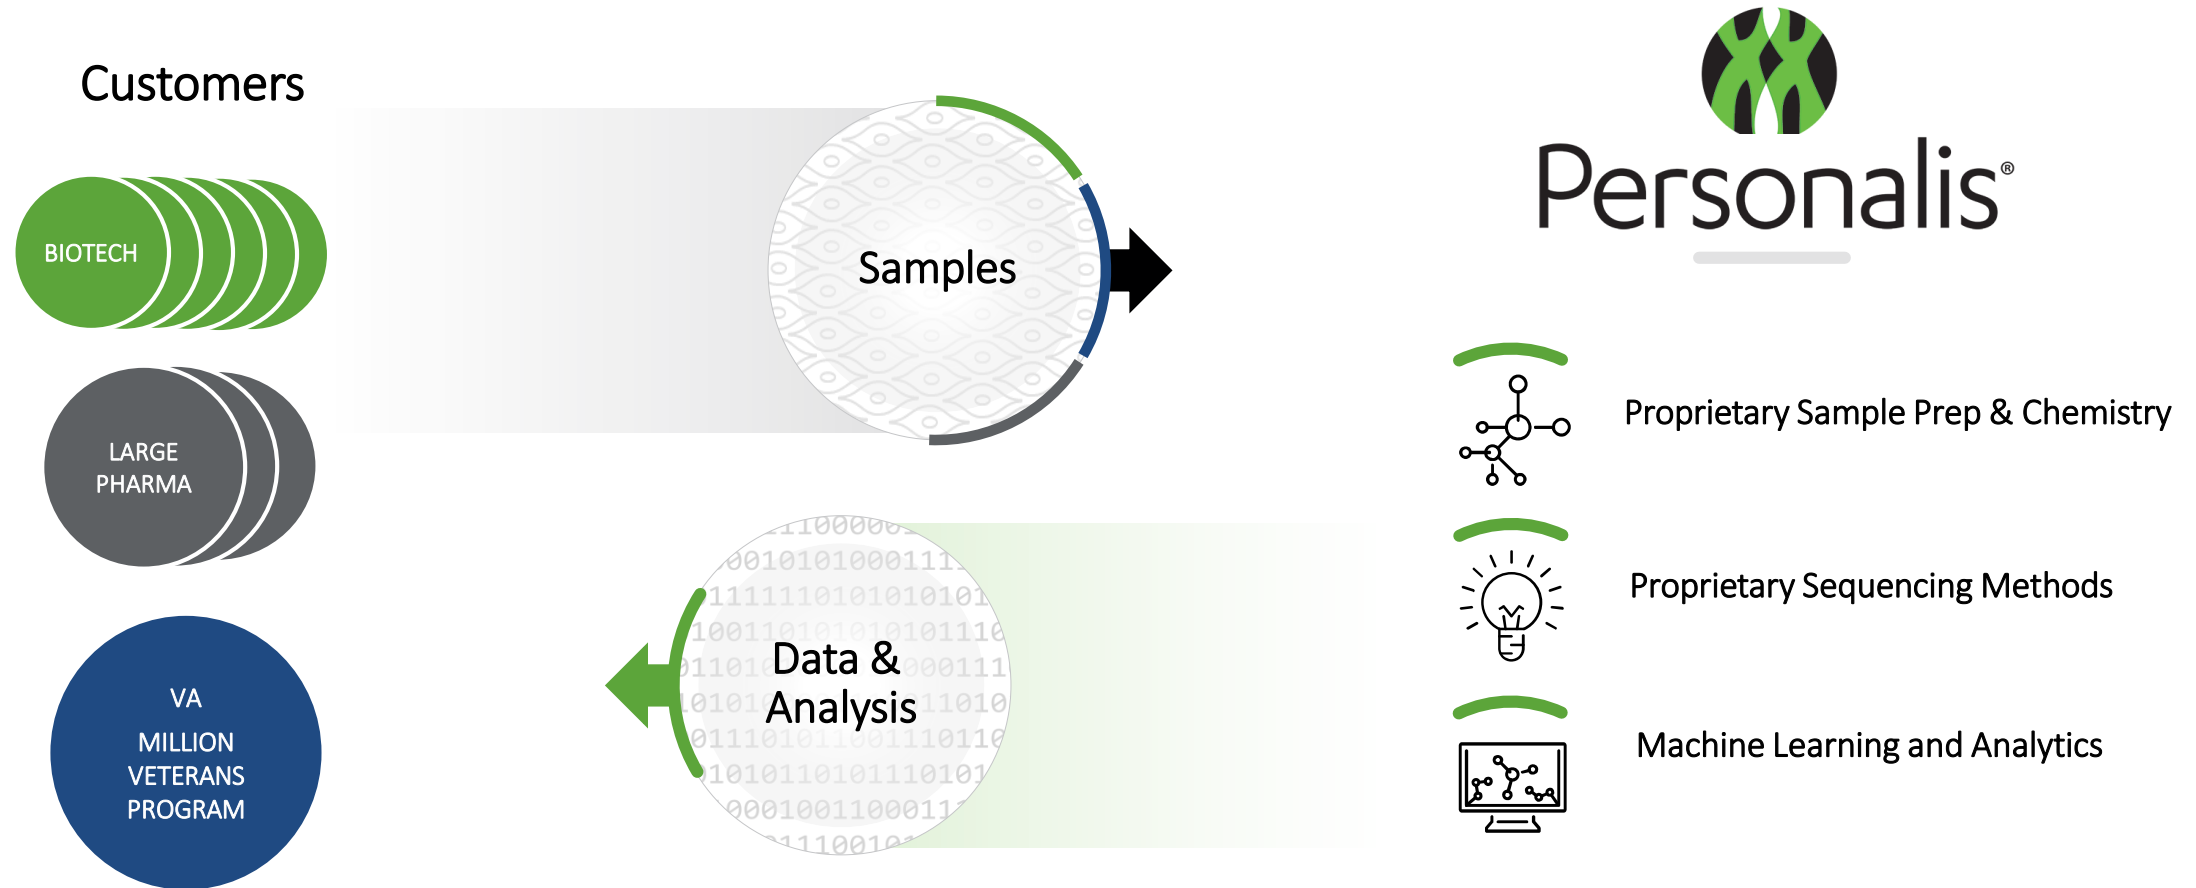 Customers
BIOTECH
LARGE
PHARMA
VA
MILLION
VETERANS
PROGRAM
Samples
Data &
Analysis
Personalis®
Proprietary Sample Prep & Chemistry
Proprietary Sequencing Methods
Machine Learning and Analytics